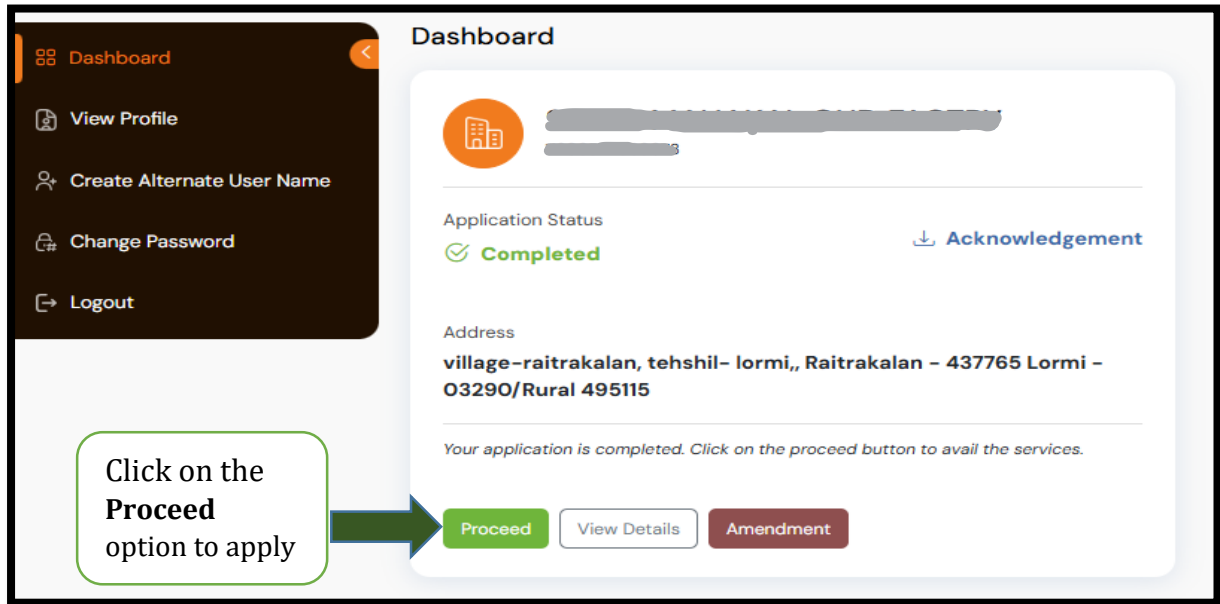 Dashboard
View Profile
Create Alternate User Name
Change Password
Logout
Dashboard
Application Status
Completed
Acknowledgement
Address
village-raitrakalan, tehshil- lormi,, Raitrakalan - 437765 Lormi -
03290/Rural 495115
Your application is completed. Click on the proceed button to avail the services.
Click on the
Proceed
option to apply
Proceed
View Details
Amendment